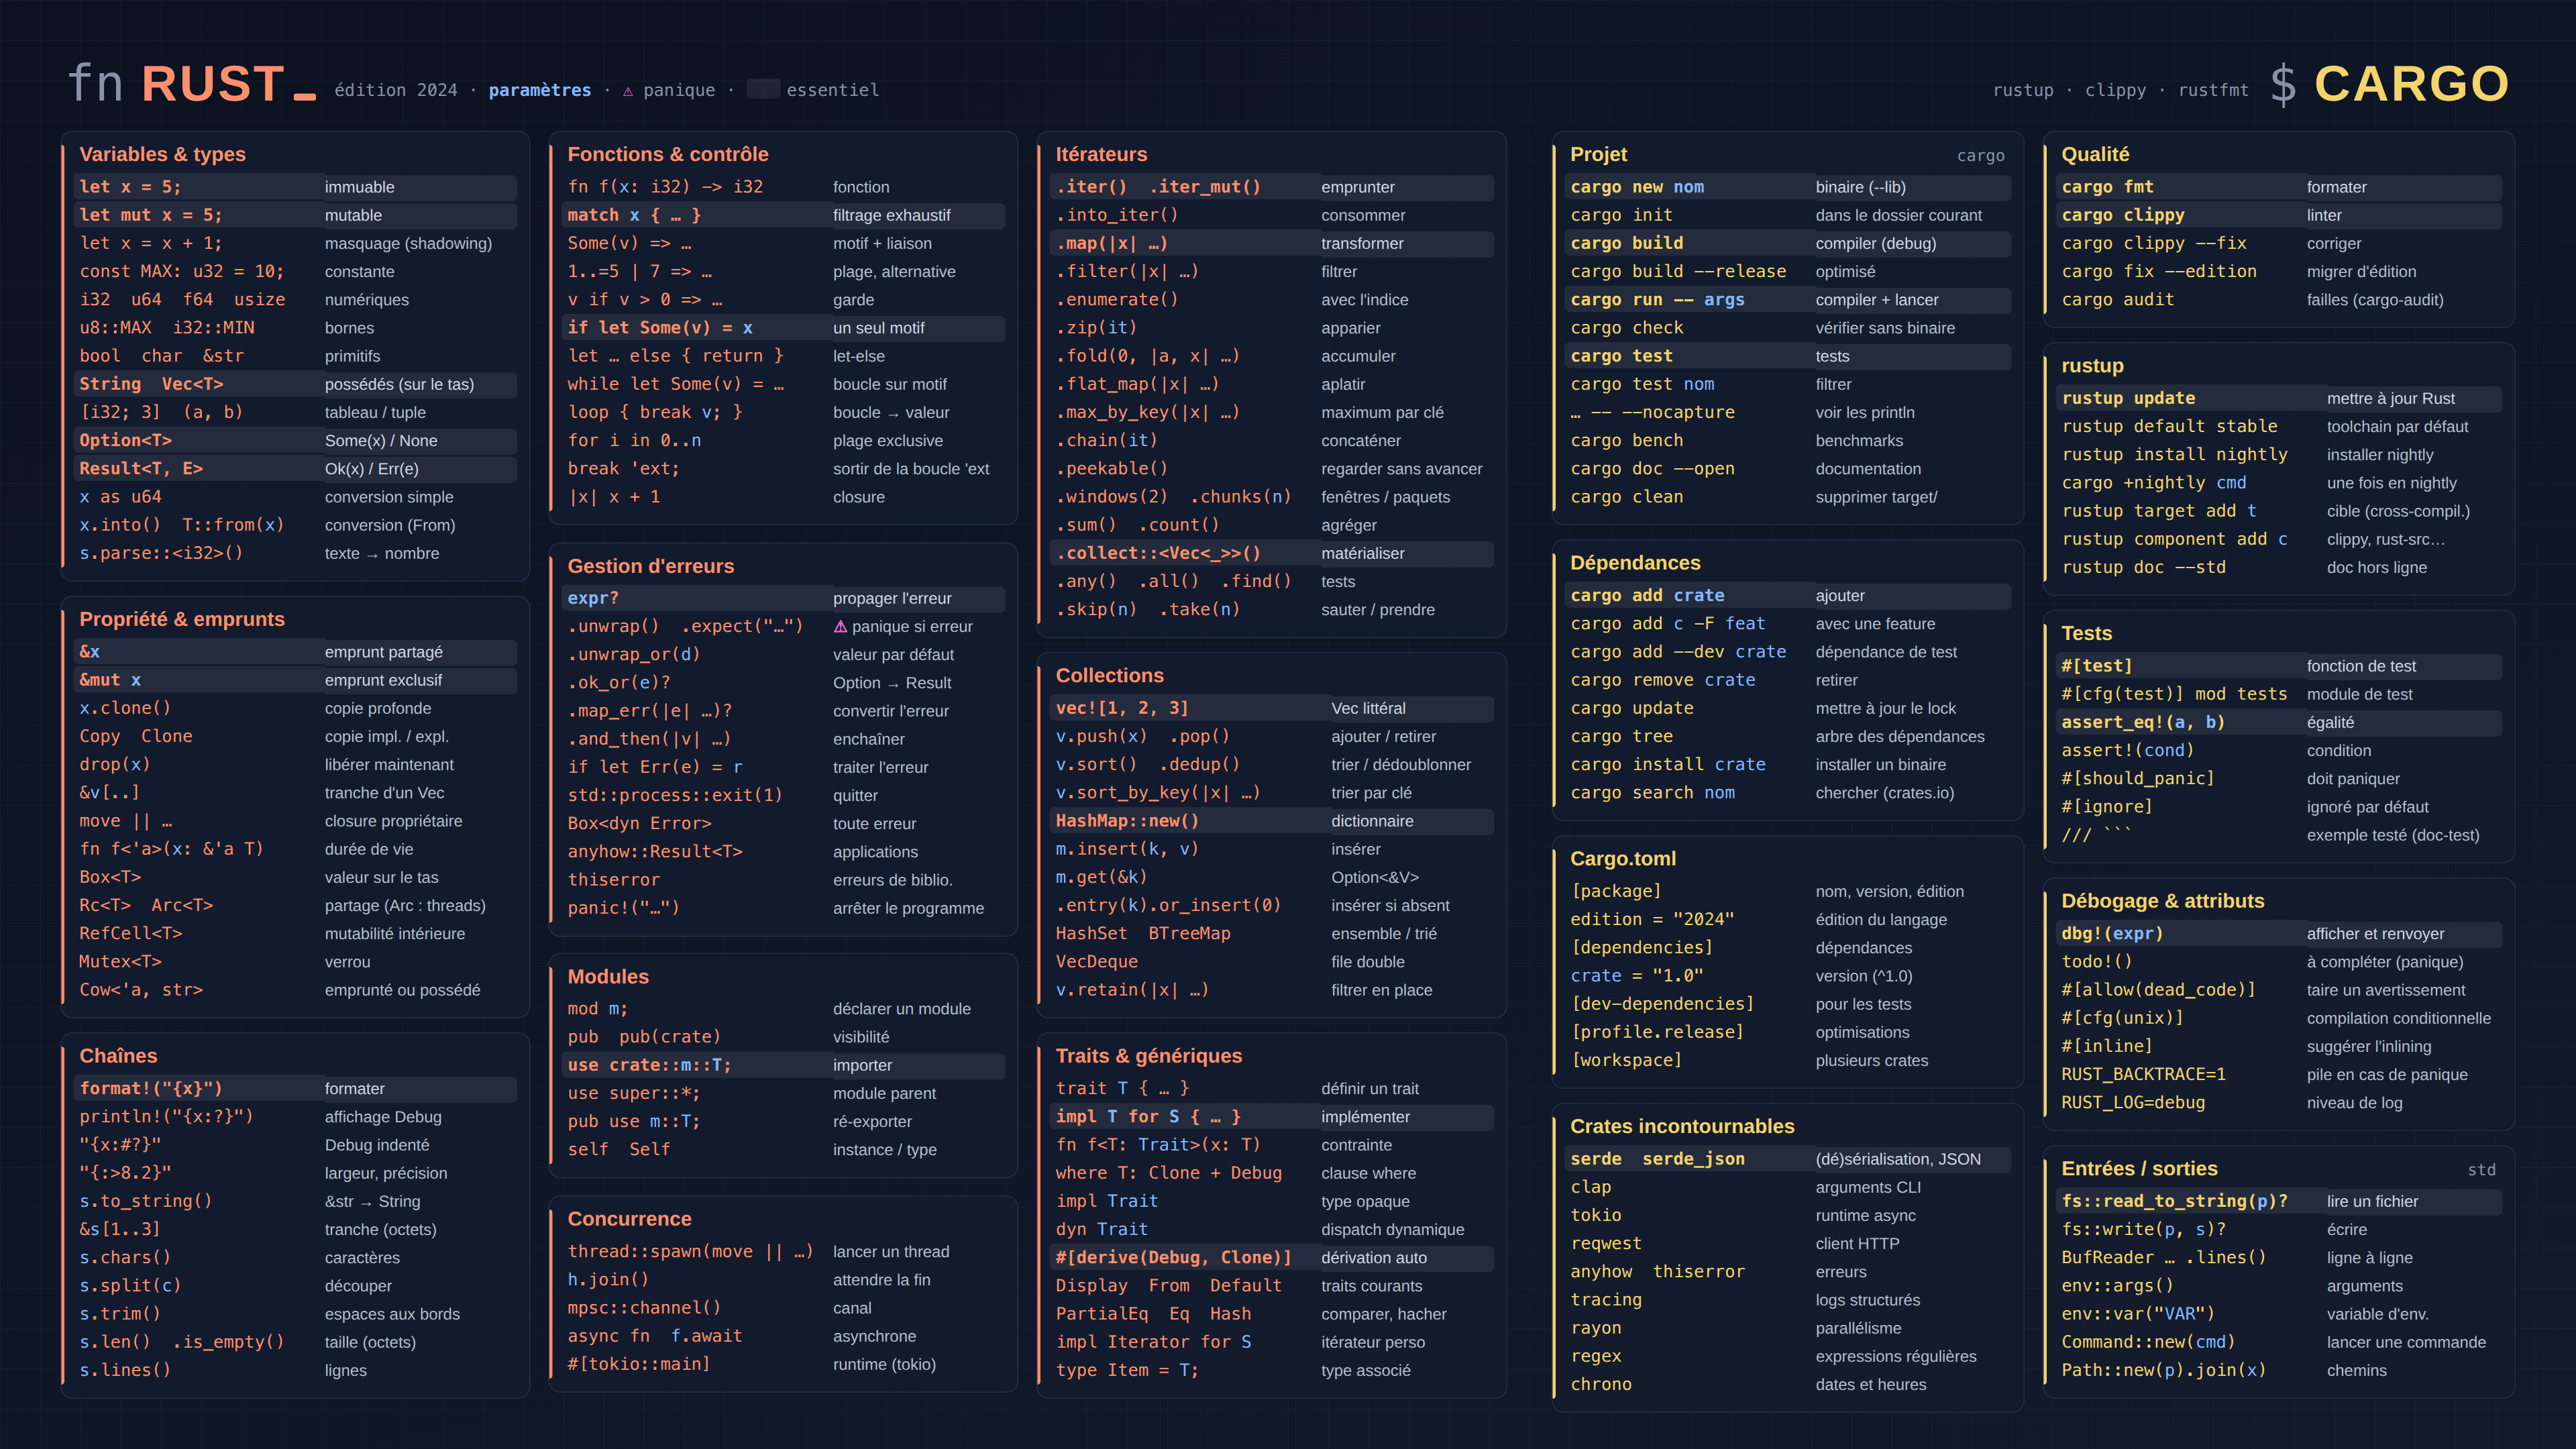 fn RUST_ édition 2024 · paramètres · ⚠ panique · essentiel
rustup · clippy · rustfmt $ CARGO
Variables & types
let x = 5; immuable
let mut x = 5; mutable
let x = x + 1; masquage (shadowing)
const MAX: u32 = 10; constante
i32 u64 f64 usize numériques
u8::MAX i32::MIN bornes
bool char &str primitifs
String Vec<T> possédés (sur le tas)
[i32; 3] (a, b) tableau / tuple
Option<T> Some(x) / None
Result<T, E> Ok(x) / Err(e)
x as u64 conversion simple
x.into() T::from(x) conversion (From)
s.parse::<i32>() texte → nombre
Propriété & emprunts
&x emprunt partagé
&mut x emprunt exclusif
x.clone() copie profonde
Copy Clone copie impl. / expl.
drop(x) libérer maintenant
&v[..] tranche d'un Vec
move || … closure propriétaire
fn f<'a>(x: &'a T) durée de vie
Box<T> valeur sur le tas
Rc<T> Arc<T> partage (Arc : threads)
RefCell<T> mutabilité intérieure
Mutex<T> verrou
Cow<'a, str> emprunté ou possédé
Chaînes
format!("{x}") formater
println!("{x:?}") affichage Debug
"{x:#?}" Debug indenté
"{:>8.2}" largeur, précision
s.to_string() &str → String
&s[1..3] tranche (octets)
s.chars() caractères
s.split(c) découper
s.trim() espaces aux bords
s.len() .is_empty() taille (octets)
s.lines() lignes
Fonctions & contrôle
fn f(x: i32) -> i32 fonction
match x { … } filtrage exhaustif
Some(v) => … motif + liaison
1..=5 | 7 => … plage, alternative
v if v > 0 => … garde
if let Some(v) = x un seul motif
let … else { return } let-else
while let Some(v) = … boucle sur motif
loop { break v; } boucle → valeur
for i in 0..n plage exclusive
break 'ext; sortir de la boucle 'ext
|x| x + 1 closure
Gestion d'erreurs
expr? propager l'erreur
.unwrap() .expect("…") ⚠ panique si erreur
.unwrap_or(d) valeur par défaut
.ok_or(e)? Option → Result
.map_err(|e| …)? convertir l'erreur
.and_then(|v| …) enchaîner
if let Err(e) = r traiter l'erreur
std::process::exit(1) quitter
Box<dyn Error> toute erreur
anyhow::Result<T> applications
thiserror erreurs de biblio.
panic!("…") arrêter le programme
Modules
mod m; déclarer un module
pub pub(crate) visibilité
use crate::m::T; importer
use super::*; module parent
pub use m::T; ré-exporter
self Self instance / type
Concurrence
thread::spawn(move || …) lancer un thread
h.join() attendre la fin
mpsc::channel() canal
async fn f.await asynchrone
#[tokio::main] runtime (tokio)
Itérateurs
.iter() .iter_mut() emprunter
.into_iter() consommer
.map(|x| …) transformer
.filter(|x| …) filtrer
.enumerate() avec l'indice
.zip(it) apparier
.fold(0, |a, x| …) accumuler
.flat_map(|x| …) aplatir
.max_by_key(|x| …) maximum par clé
.chain(it) concaténer
.peekable() regarder sans avancer
.windows(2) .chunks(n) fenêtres / paquets
.sum() .count() agréger
.collect::<Vec<_>>() matérialiser
.any() .all() .find() tests
.skip(n) .take(n) sauter / prendre
Collections
vec![1, 2, 3] Vec littéral
v.push(x) .pop() ajouter / retirer
v.sort() .dedup() trier / dédoublonner
v.sort_by_key(|x| …) trier par clé
HashMap::new() dictionnaire
m.insert(k, v) insérer
m.get(&k) Option<&V>
.entry(k).or_insert(0) insérer si absent
HashSet BTreeMap ensemble / trié
VecDeque file double
v.retain(|x| …) filtrer en place
Traits & génériques
trait T { … } définir un trait
impl T for S { … } implémenter
fn f<T: Trait>(x: T) contrainte
where T: Clone + Debug clause where
impl Trait type opaque
dyn Trait dispatch dynamique
#[derive(Debug, Clone)] dérivation auto
Display From Default traits courants
PartialEq Eq Hash comparer, hacher
impl Iterator for S itérateur perso
type Item = T; type associé
Projet cargo
cargo new nom binaire (--lib)
cargo init dans le dossier courant
cargo build compiler (debug)
cargo build --release optimisé
cargo run -- args compiler + lancer
cargo check vérifier sans binaire
cargo test tests
cargo test nom filtrer
… -- --nocapture voir les println
cargo bench benchmarks
cargo doc --open documentation
cargo clean supprimer target/
Dépendances
cargo add crate ajouter
cargo add c -F feat avec une feature
cargo add --dev crate dépendance de test
cargo remove crate retirer
cargo update mettre à jour le lock
cargo tree arbre des dépendances
cargo install crate installer un binaire
cargo search nom chercher (crates.io)
Cargo.toml
[package] nom, version, édition
edition = "2024" édition du langage
[dependencies] dépendances
crate = "1.0" version (^1.0)
[dev-dependencies] pour les tests
[profile.release] optimisations
[workspace] plusieurs crates
Crates incontournables
serde serde_json (dé)sérialisation, JSON
clap arguments CLI
tokio runtime async
reqwest client HTTP
anyhow thiserror erreurs
tracing logs structurés
rayon parallélisme
regex expressions régulières
chrono dates et heures
Qualité
cargo fmt formater
cargo clippy linter
cargo clippy --fix corriger
cargo fix --edition migrer d'édition
cargo audit failles (cargo-audit)
rustup
rustup update mettre à jour Rust
rustup default stable toolchain par défaut
rustup install nightly installer nightly
cargo +nightly cmd une fois en nightly
rustup target add t cible (cross-compil.)
rustup component add c clippy, rust-src…
rustup doc --std doc hors ligne
Tests
#[test] fonction de test
#[cfg(test)] mod tests module de test
assert_eq!(a, b) égalité
assert!(cond) condition
#[should_panic] doit paniquer
#[ignore] ignoré par défaut
/// ``` exemple testé (doc-test)
Débogage & attributs
dbg!(expr) afficher et renvoyer
todo!() à compléter (panique)
#[allow(dead_code)] taire un avertissement
#[cfg(unix)] compilation conditionnelle
#[inline] suggérer l'inlining
RUST_BACKTRACE=1 pile en cas de panique
RUST_LOG=debug niveau de log
Entrées / sorties std
fs::read_to_string(p)? lire un fichier
fs::write(p, s)? écrire
BufReader … .lines() ligne à ligne
env::args() arguments
env::var("VAR") variable d'env.
Command::new(cmd) lancer une commande
Path::new(p).join(x) chemins